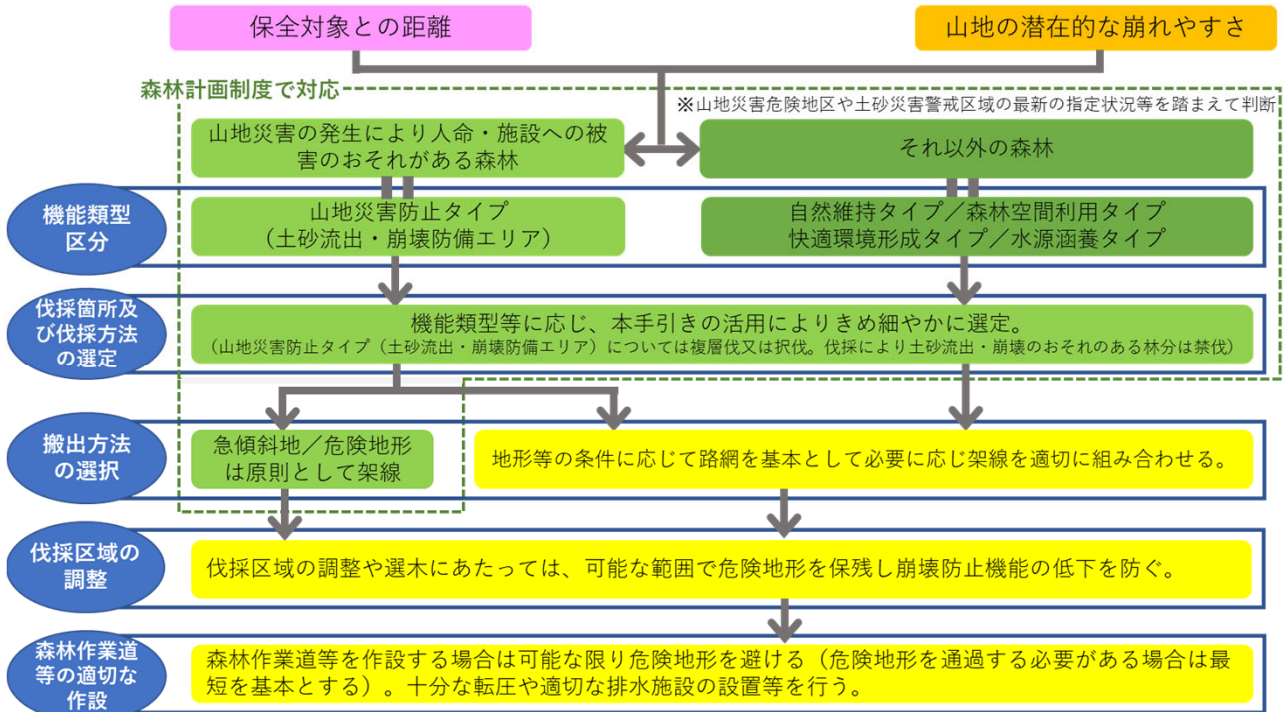 保全対象との距離
山地の潜在的な崩れやすさ
森林計画制度で対応
※山地災害危険地区や土砂災害警戒区域の最新の指定状況等を踏まえて判断
山地災害の発生により人命・施設への被
害のおそれがある森林
それ以外の森林
機能類型
区分
山地災害防止タイプ
（土砂流出・崩壊防備エリア）
自然維持タイプ／森林空間利用タイプ
快適環境形成タイプ／水源涵養タイプ
伐採箇所及
び伐採方法
の選定
機能類型等に応じ、本手引きの活用によりきめ細やかに選定。
（山地災害防止タイプ（土砂流出・崩壊防備エリア）については複層伐又は択伐。伐採により土砂流出・崩壊のおそれのある林分は禁伐）
搬出方法
の選択
急傾斜地／危険地形
は原則として架線
地形等の条件に応じて路網を基本として必要に応じ架線を適切に組み合わせる。
伐採区域の
調整
伐採区域の調整や選木にあたっては、可能な範囲で危険地形を保残し崩壊防止機能の低下を防ぐ。
森林作業道
等の適切な
作設
森林作業道等を作設する場合は可能な限り危険地形を避ける（危険地形を通過する必要がある場合は最
短を基本とする）。十分な転圧や適切な排水施設の設置等を行う。